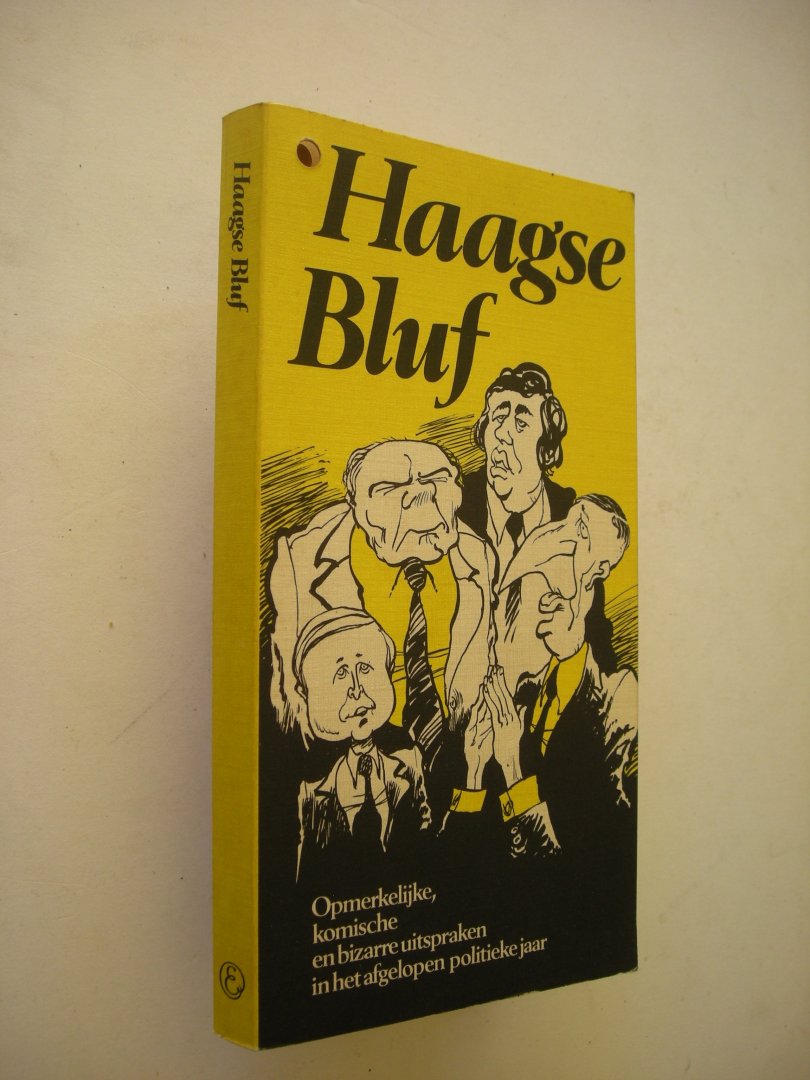 Haagse Bluf
Haagse
Bluf
Opmerkelijke,
komische
en bizarre uitspraken
in het afgelopen politieke jaar
E